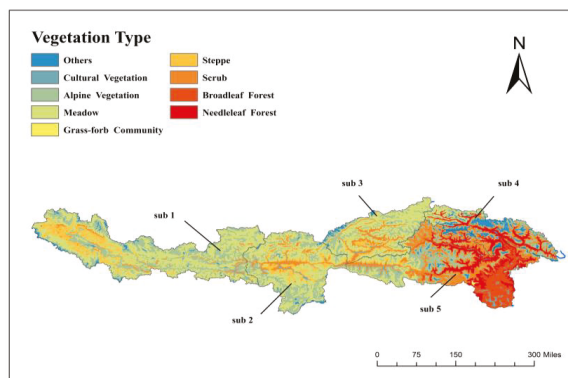 Vegetation Type
Others
Cultural Vegetation
Alpine Vegetation
Meadow
Grass-forb Community
Steppe
Scrub
Broadleaf Forest
Needleleaf Forest
N
sub 1
sub 2
sub 3
sub 4
sub 5
0 75 150 300 Miles